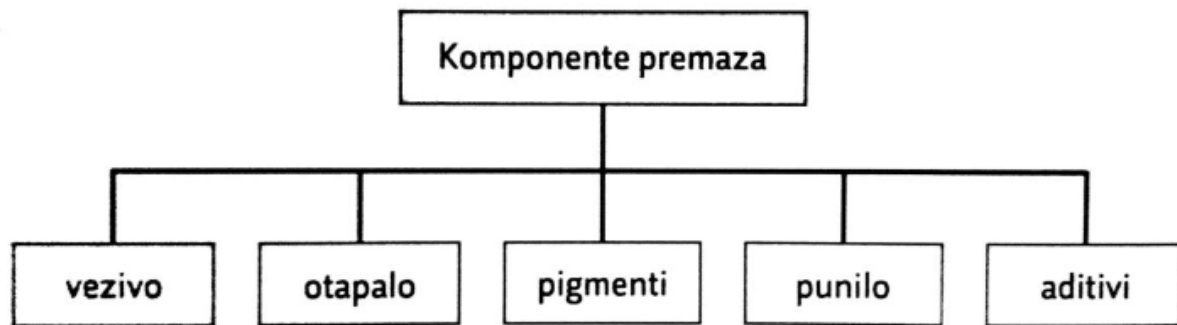 Komponente premaza
vezivo
otapalo
pigmenti
punilo
aditivi